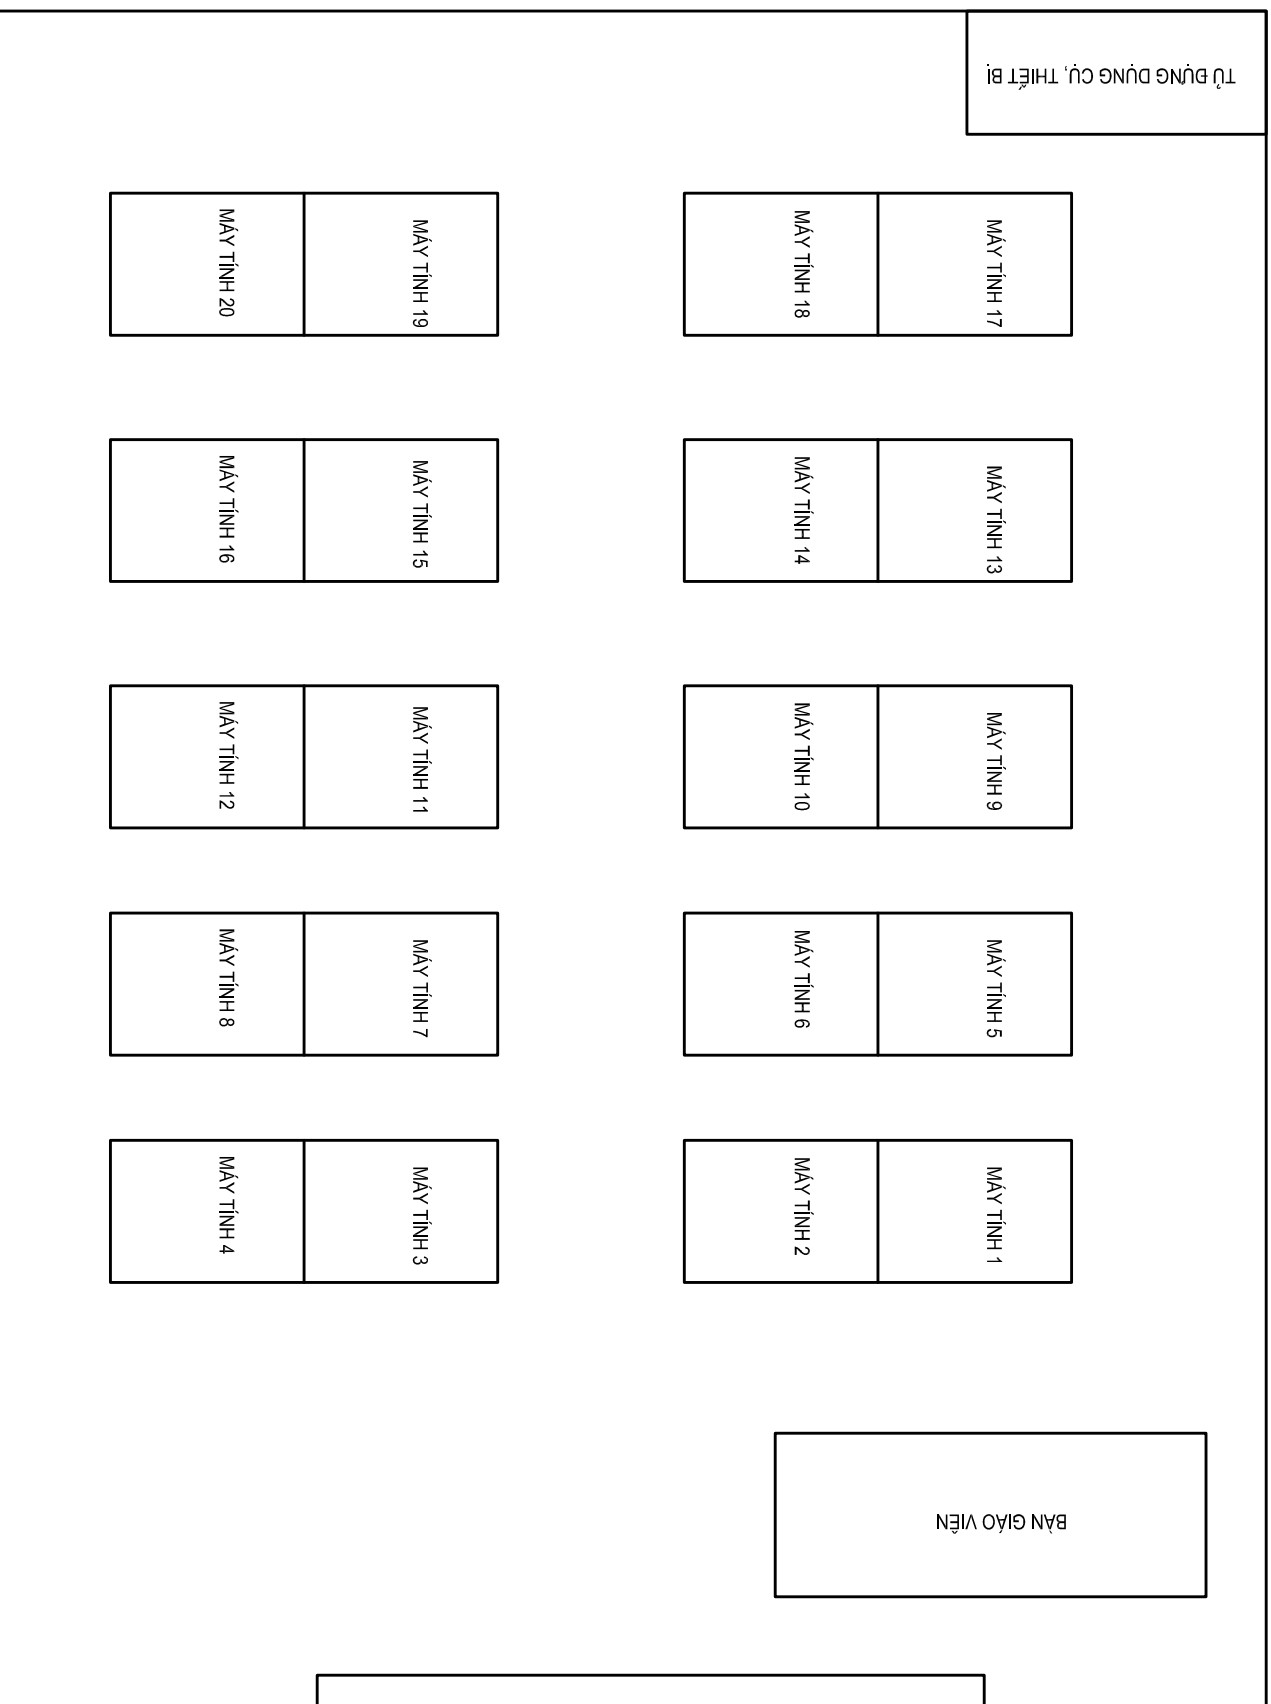 TỦ ĐỰNG DỤNG CỤ, THIẾT BỊ
MÁY TÍNH 20
MÁY TÍNH 19
MÁY TÍNH 18
MÁY TÍNH 17
MÁY TÍNH 16
MÁY TÍNH 15
MÁY TÍNH 14
MÁY TÍNH 13
MÁY TÍNH 12
MÁY TÍNH 11
MÁY TÍNH 10
MÁY TÍNH 9
MÁY TÍNH 8
MÁY TÍNH 7
MÁY TÍNH 6
MÁY TÍNH 5
MÁY TÍNH 4
MÁY TÍNH 3
MÁY TÍNH 2
MÁY TÍNH 1
BÀN GIÁO VIÊN